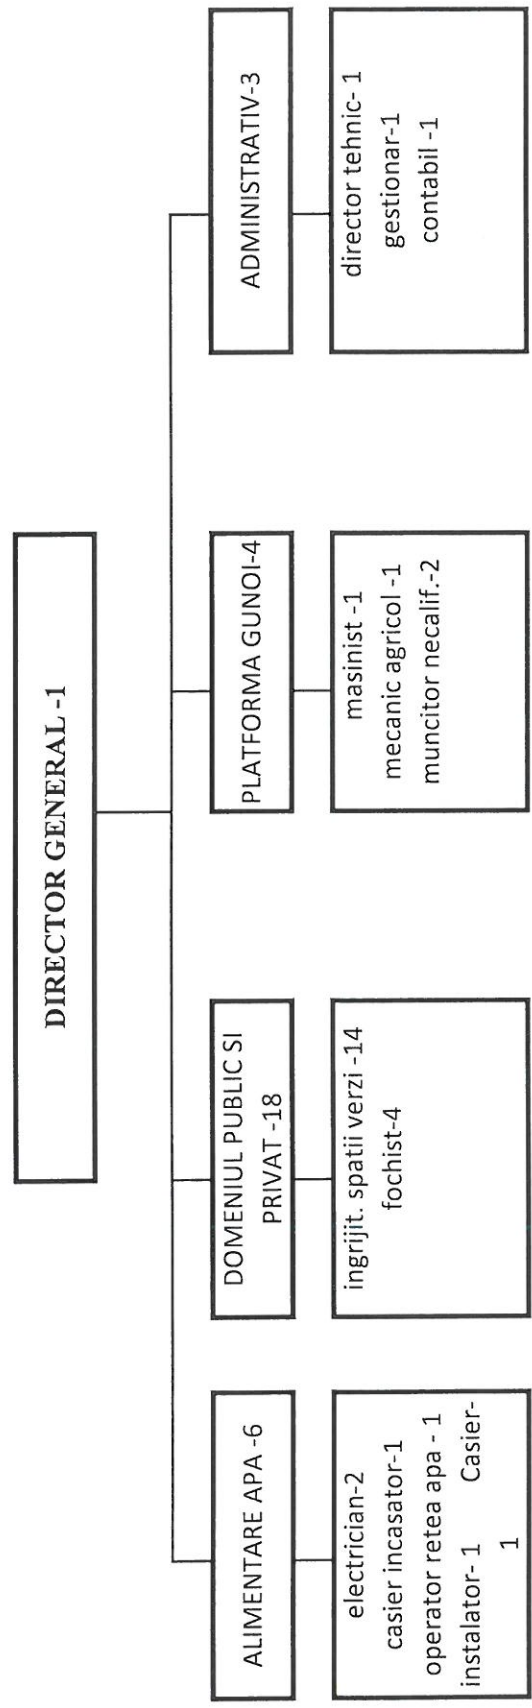 DIRECTOR GENERAL -1
ALIMENTARE APA -6
electrician-2
casier incasator-1
operator retea apa - 1
instalator- 1 Casier-
1
DOMENIUL PUBLIC SI
PRIVAT -18
ingrijit. spatii verzi -14
fochist-4
PLATFORMA GUNOI-4
masinist -1
mecanic agricol -1
muncitor necalif.-2
ADMINISTRATIV-3
director tehnic- 1
gestionar-1
contabil -1